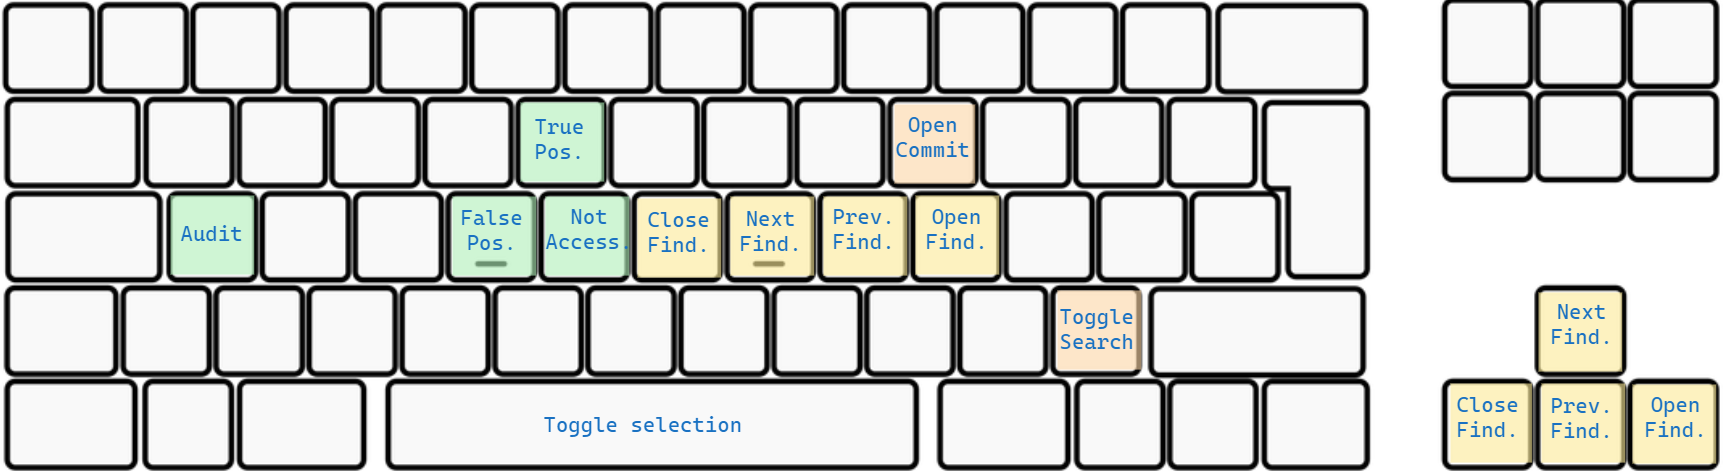 True
Pos.
Open
Commit
Audit
False
Pos.
Not
Access.
Close
Find.
Next
Find.
Prev.
Find.
Open
Find.
Toggle
Search
Next
Find.
Toggle selection
Close
Find.
Prev.
Find.
Open
Find.